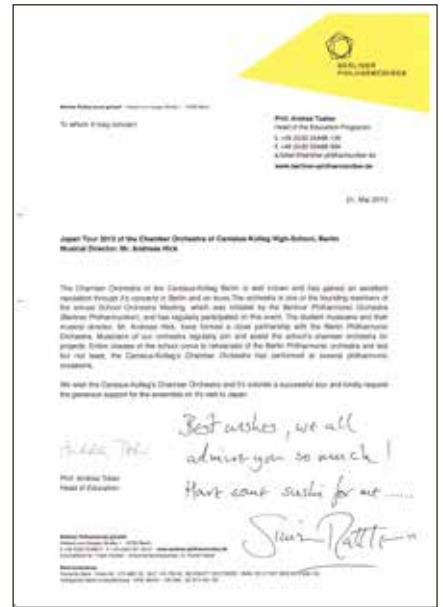 BERLINER
PHILHARMONIKER
To whom it may concern
Prof. Andrea Tober
Head of the Education Program
www.berliner-philharmoniker.de
21. Mai 2013
Japan Tour 2013 of the Chamber Orchestra of Canisius-Kolleg High-School, Berlin
Musical Director: Mr. Andreas Hick
The Chamber Orchestra of the Canisius-Kolleg Berlin is well known and has gained an excellent
reputation through it's concerts in Berlin and on tours. The orchestra is one of the founding members of
the annual School Orchestra Meeting, which was initiated by the Berliner Philharmonic Orchestra
(Berliner Philharmoniker), and has regularly participated on this event. The student musicians and their
musical director, Mr. Andreas Hick, have formed a close partnership with the Berlin Philharmonic
Orchestra. Musicians of our orchestra regularly join and assist the school's chamber orchestra for
projects. Entire classes of the school come to rehearsals of the Berlin Philharmonic orchestra and last
but not least, the Canisius-Kolleg's Chamber Orchestra has performed at several philharmonic
occasions.
We wish the Canisius-Kolleg's Chamber Orchestra and it's soloists a successful tour and kindly request
the generous support for the ensemble on it's visit to Japan.
Best wishes, we all
admire you so much!
Have some sushi for me......
Simon Rattle
Prof. Andrea Tober
Head of Education